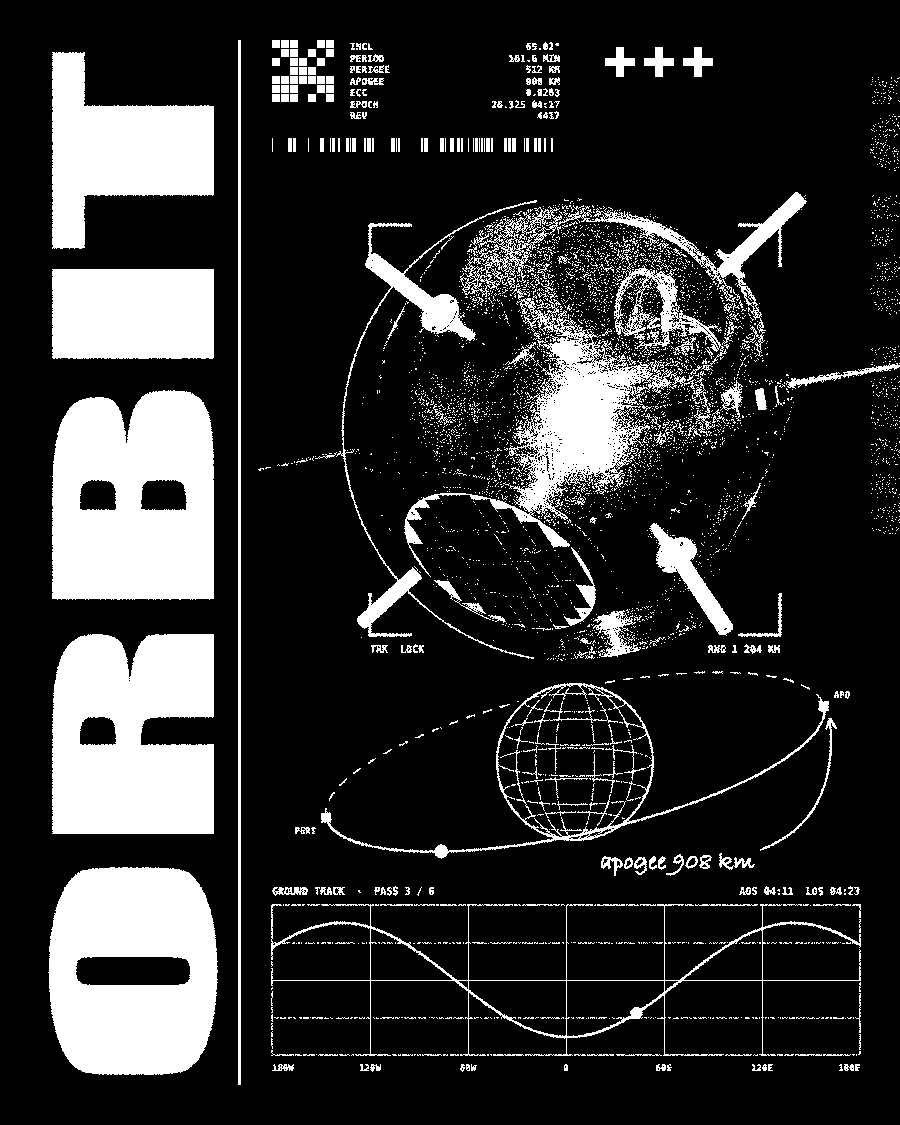 ORBIT
INCL 65.02°
PERIOD 101.6 MIN
PERIGEE 512 KM
APOGEE 908 KM
ECC 0.0283
EPOCH 26.325 04:17
REV 4417
+++
TRK LOCK
RNG 1 204 KM
APO
PERI
apogee 908 km
GROUND TRACK · PASS 3 / 6
AOS 04:11 LOS 04:23
180W 120W 60W 0 60E 120E 180E